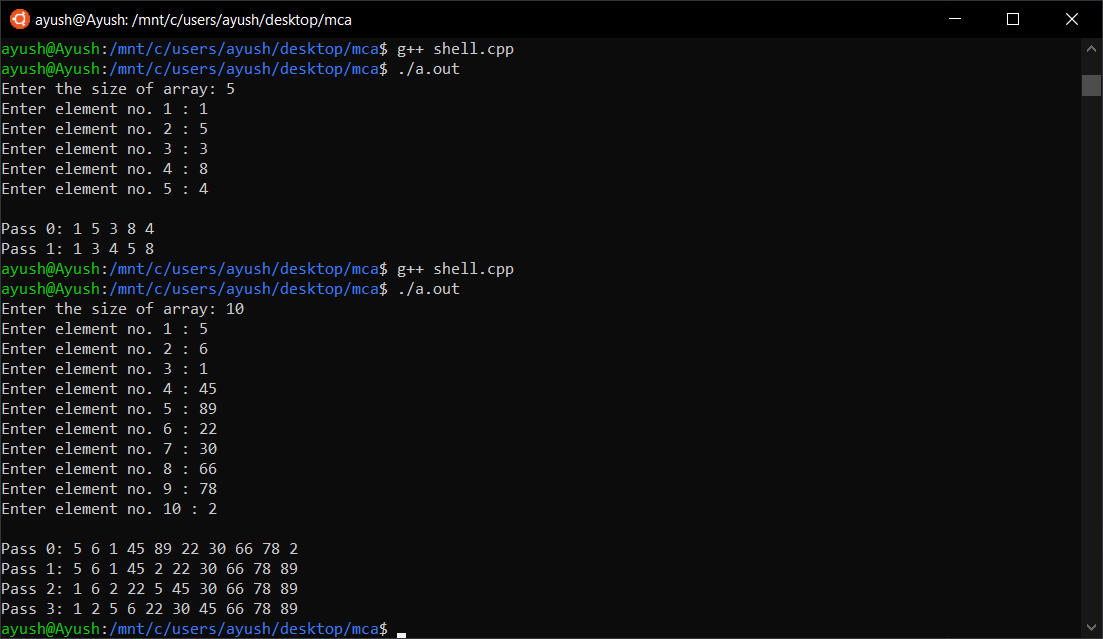 ayush@Ayush: /mnt/c/users/ayush/desktop/mca
ayush@Ayush:/mnt/c/users/ayush/desktop/mca$ g++ shell.cpp
ayush@Ayush:/mnt/c/users/ayush/desktop/mca$ ./a.out
Enter the size of array: 5
Enter element no. 1 : 1
Enter element no. 2 : 5
Enter element no. 3 : 3
Enter element no. 4 : 8
Enter element no. 5 : 4
Pass 0: 1 5 3 8 4
Pass 1: 1 3 4 5 8
ayush@Ayush:/mnt/c/users/ayush/desktop/mca$ g++ shell.cpp
ayush@Ayush:/mnt/c/users/ayush/desktop/mca$ ./a.out
Enter the size of array: 10
Enter element no. 1 : 5
Enter element no. 2 : 6
Enter element no. 3 : 1
Enter element no. 4 : 45
Enter element no. 5 : 89
Enter element no. 6 : 22
Enter element no. 7 : 30
Enter element no. 8 : 66
Enter element no. 9 : 78
Enter element no. 10 : 2
Pass 0: 5 6 1 45 89 22 30 66 78 2
Pass 1: 5 6 1 45 2 22 30 66 78 89
Pass 2: 1 6 2 22 5 45 30 66 78 89
Pass 3: 1 2 5 6 22 30 45 66 78 89
ayush@Ayush:/mnt/c/users/ayush/desktop/mca$